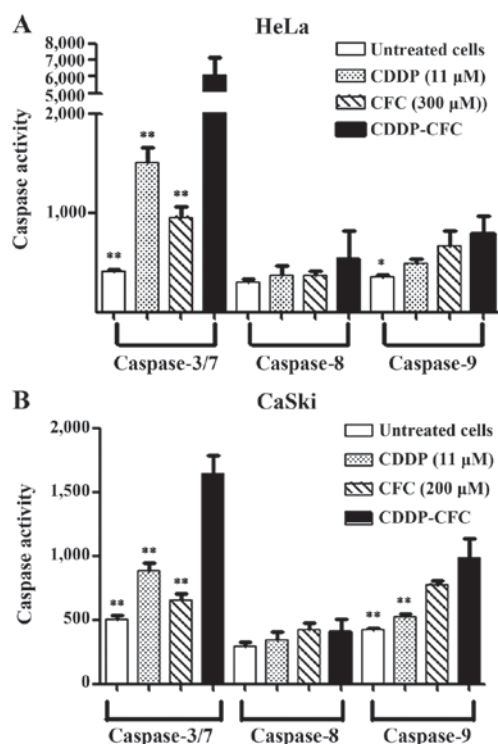 A
HeLa
8,000
7,000
6,000
5,000
2,000
1,000
Caspase activity
Untreated cells
CDDP (11 μM)
CFC (300 μM))
CDDP-CFC
**
**
**
*
Caspase-3/7
Caspase-8
Caspase-9
B
CaSki
2,000
1,500
1,000
500
0
Caspase activity
Untreated cells
CDDP (11 μM)
CFC (200 μM)
CDDP-CFC
**
**
**
**
**
Caspase-3/7
Caspase-8
Caspase-9